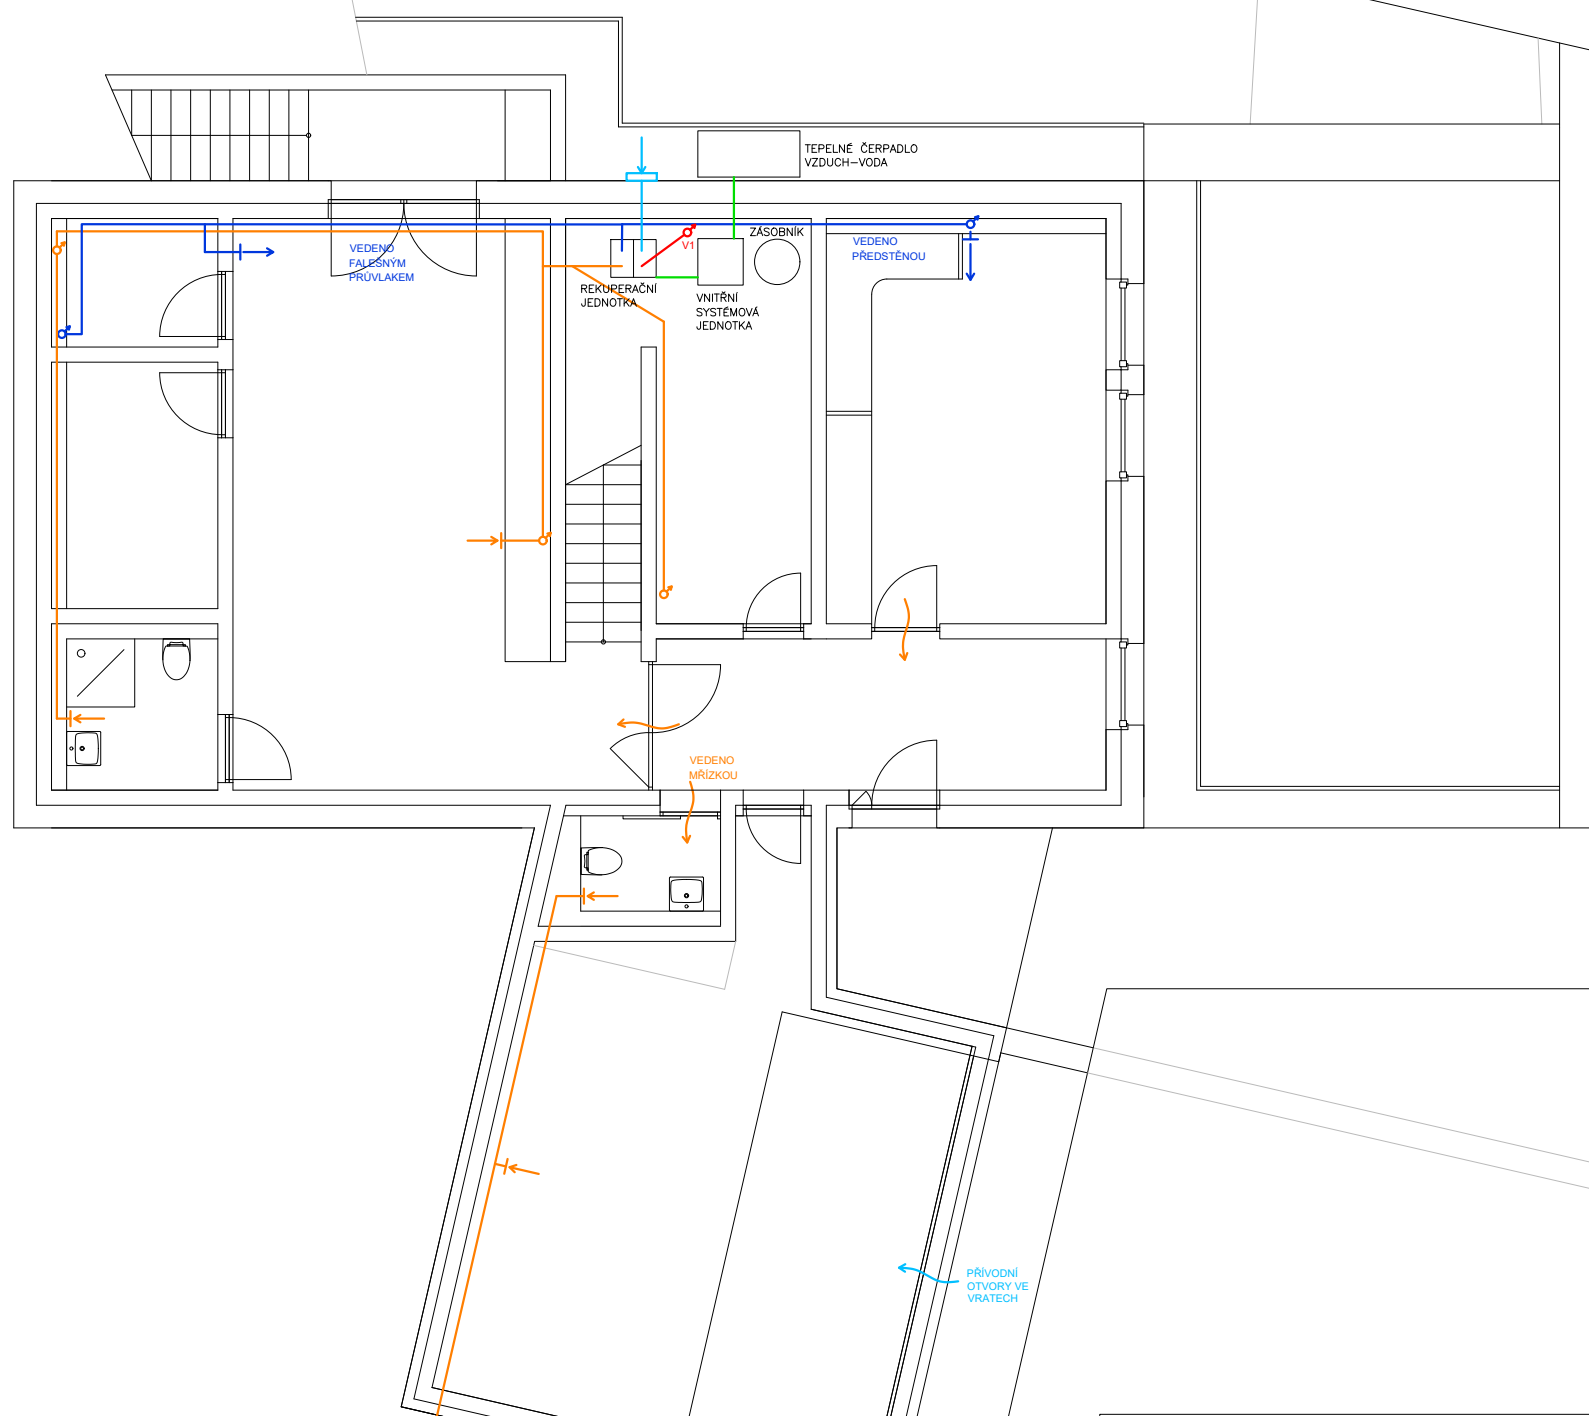 TEPELNÉ ČERPADLO
VZDUCH–VODA
ZÁSOBNÍK
V1
VEDENO
FALEŠNÝM
PRŮVLAKEM
VEDENO
PŘEDSTĚNOU
REKUPERAČNÍ
JEDNOTKA
VNITŘNÍ
SYSTÉMOVÁ
JEDNOTKA
VEDENO
MŘÍZKOU
PŘÍVODNÍ
OTVORY VE
VRATECH